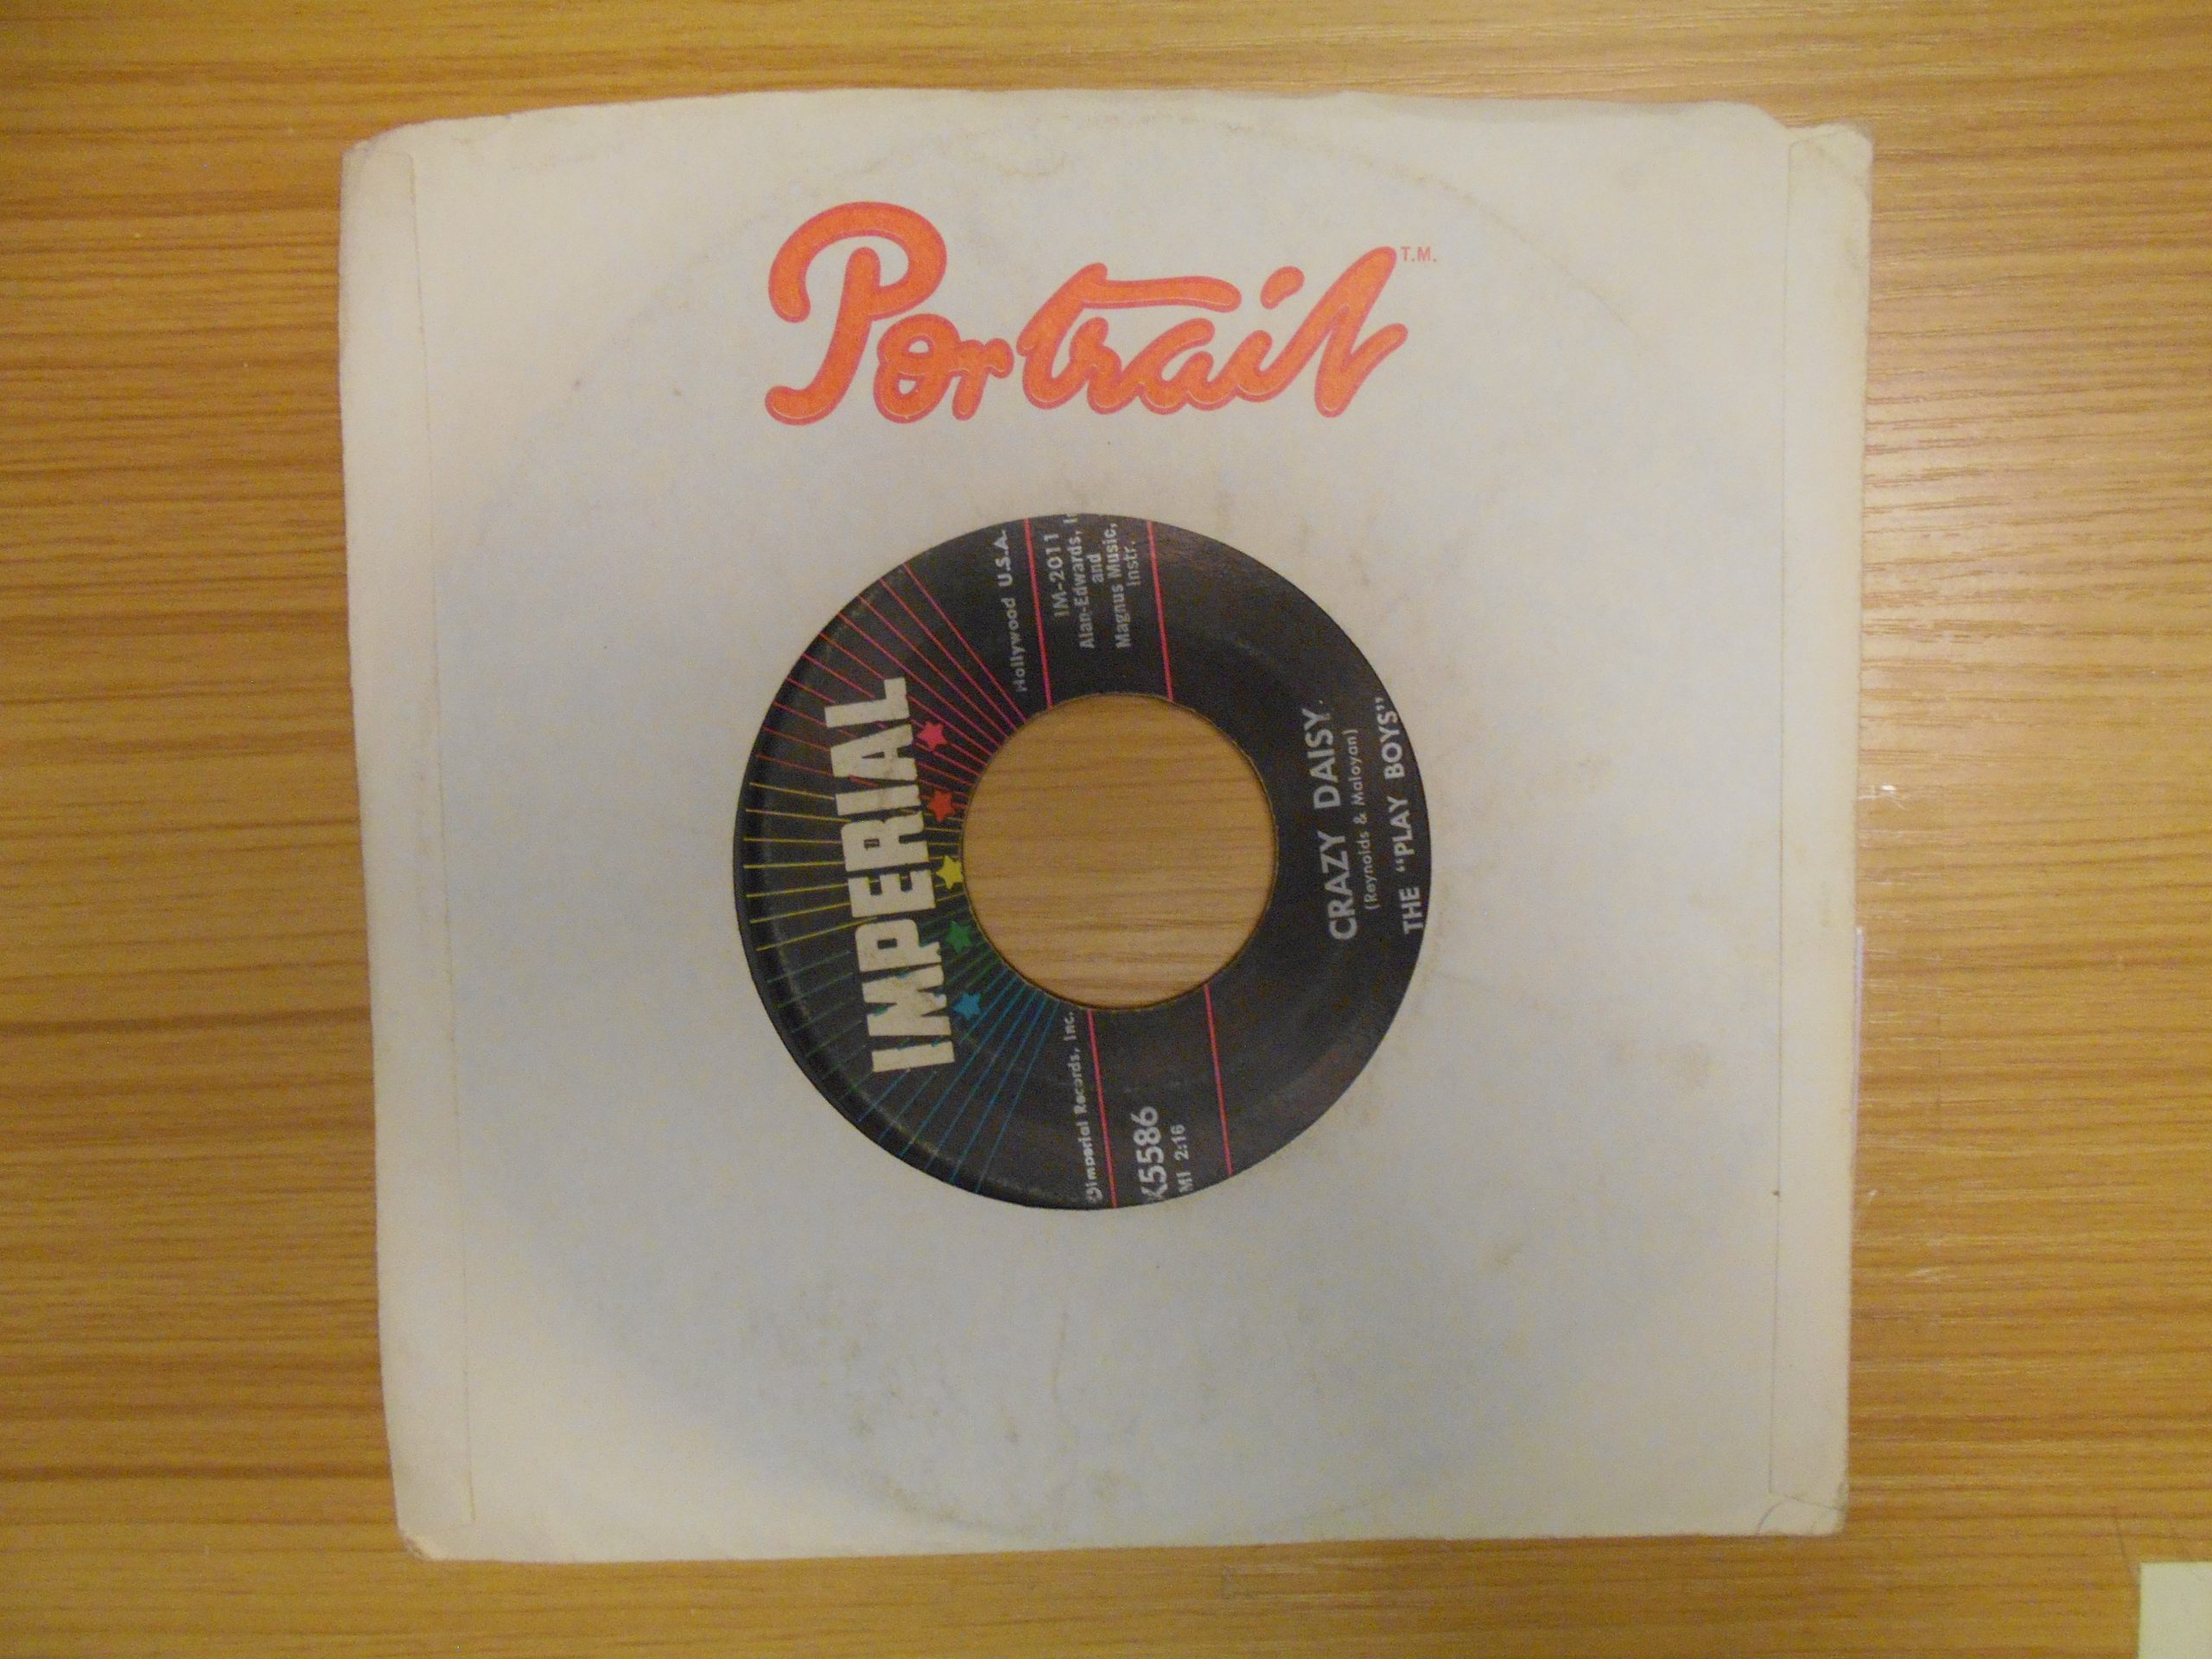 Portrait T.M.
IMPERIAL
©Imperial Records, Inc. Hollywood U.S.A.
X5586
MI 2:16
IM-2011
Alan-Edwards,
and
Magnus Music,
Instr.
CRAZY DAISY
(Reynolds & Maloyan)
THE “PLAY BOYS”